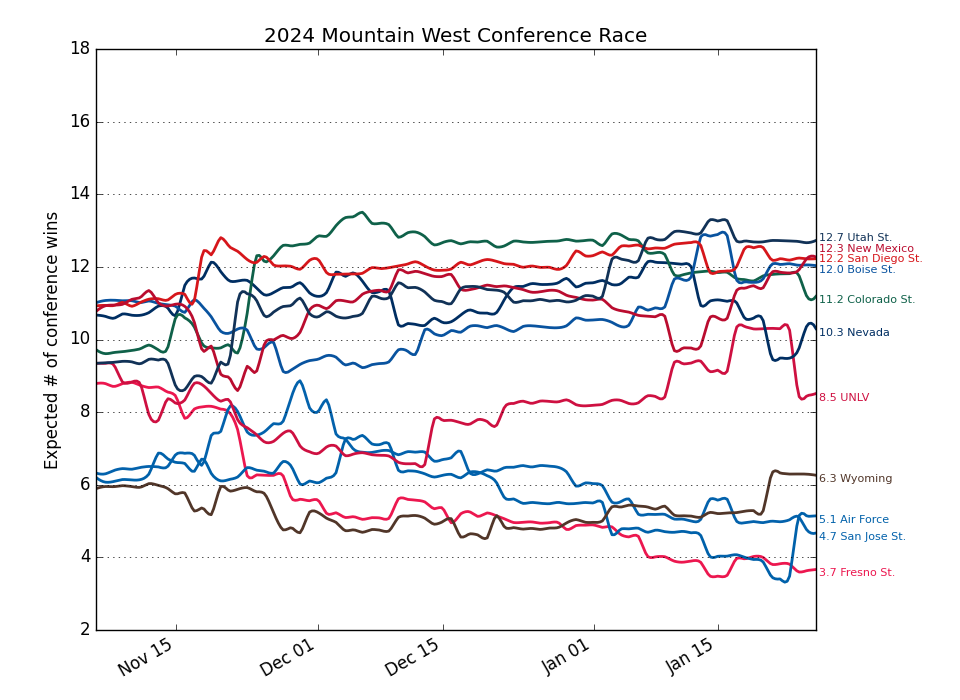 2024 Mountain West Conference Race
Expected # of conference wins
18
16
14
12
10
8
6
4
2
12.7 Utah St.
12.3 New Mexico
12.2 San Diego St.
12.0 Boise St.
11.2 Colorado St.
10.3 Nevada
8.5 UNLV
6.3 Wyoming
5.1 Air Force
4.7 San Jose St.
3.7 Fresno St.
Nov 15
Dec 01
Dec 15
Jan 01
Jan 15